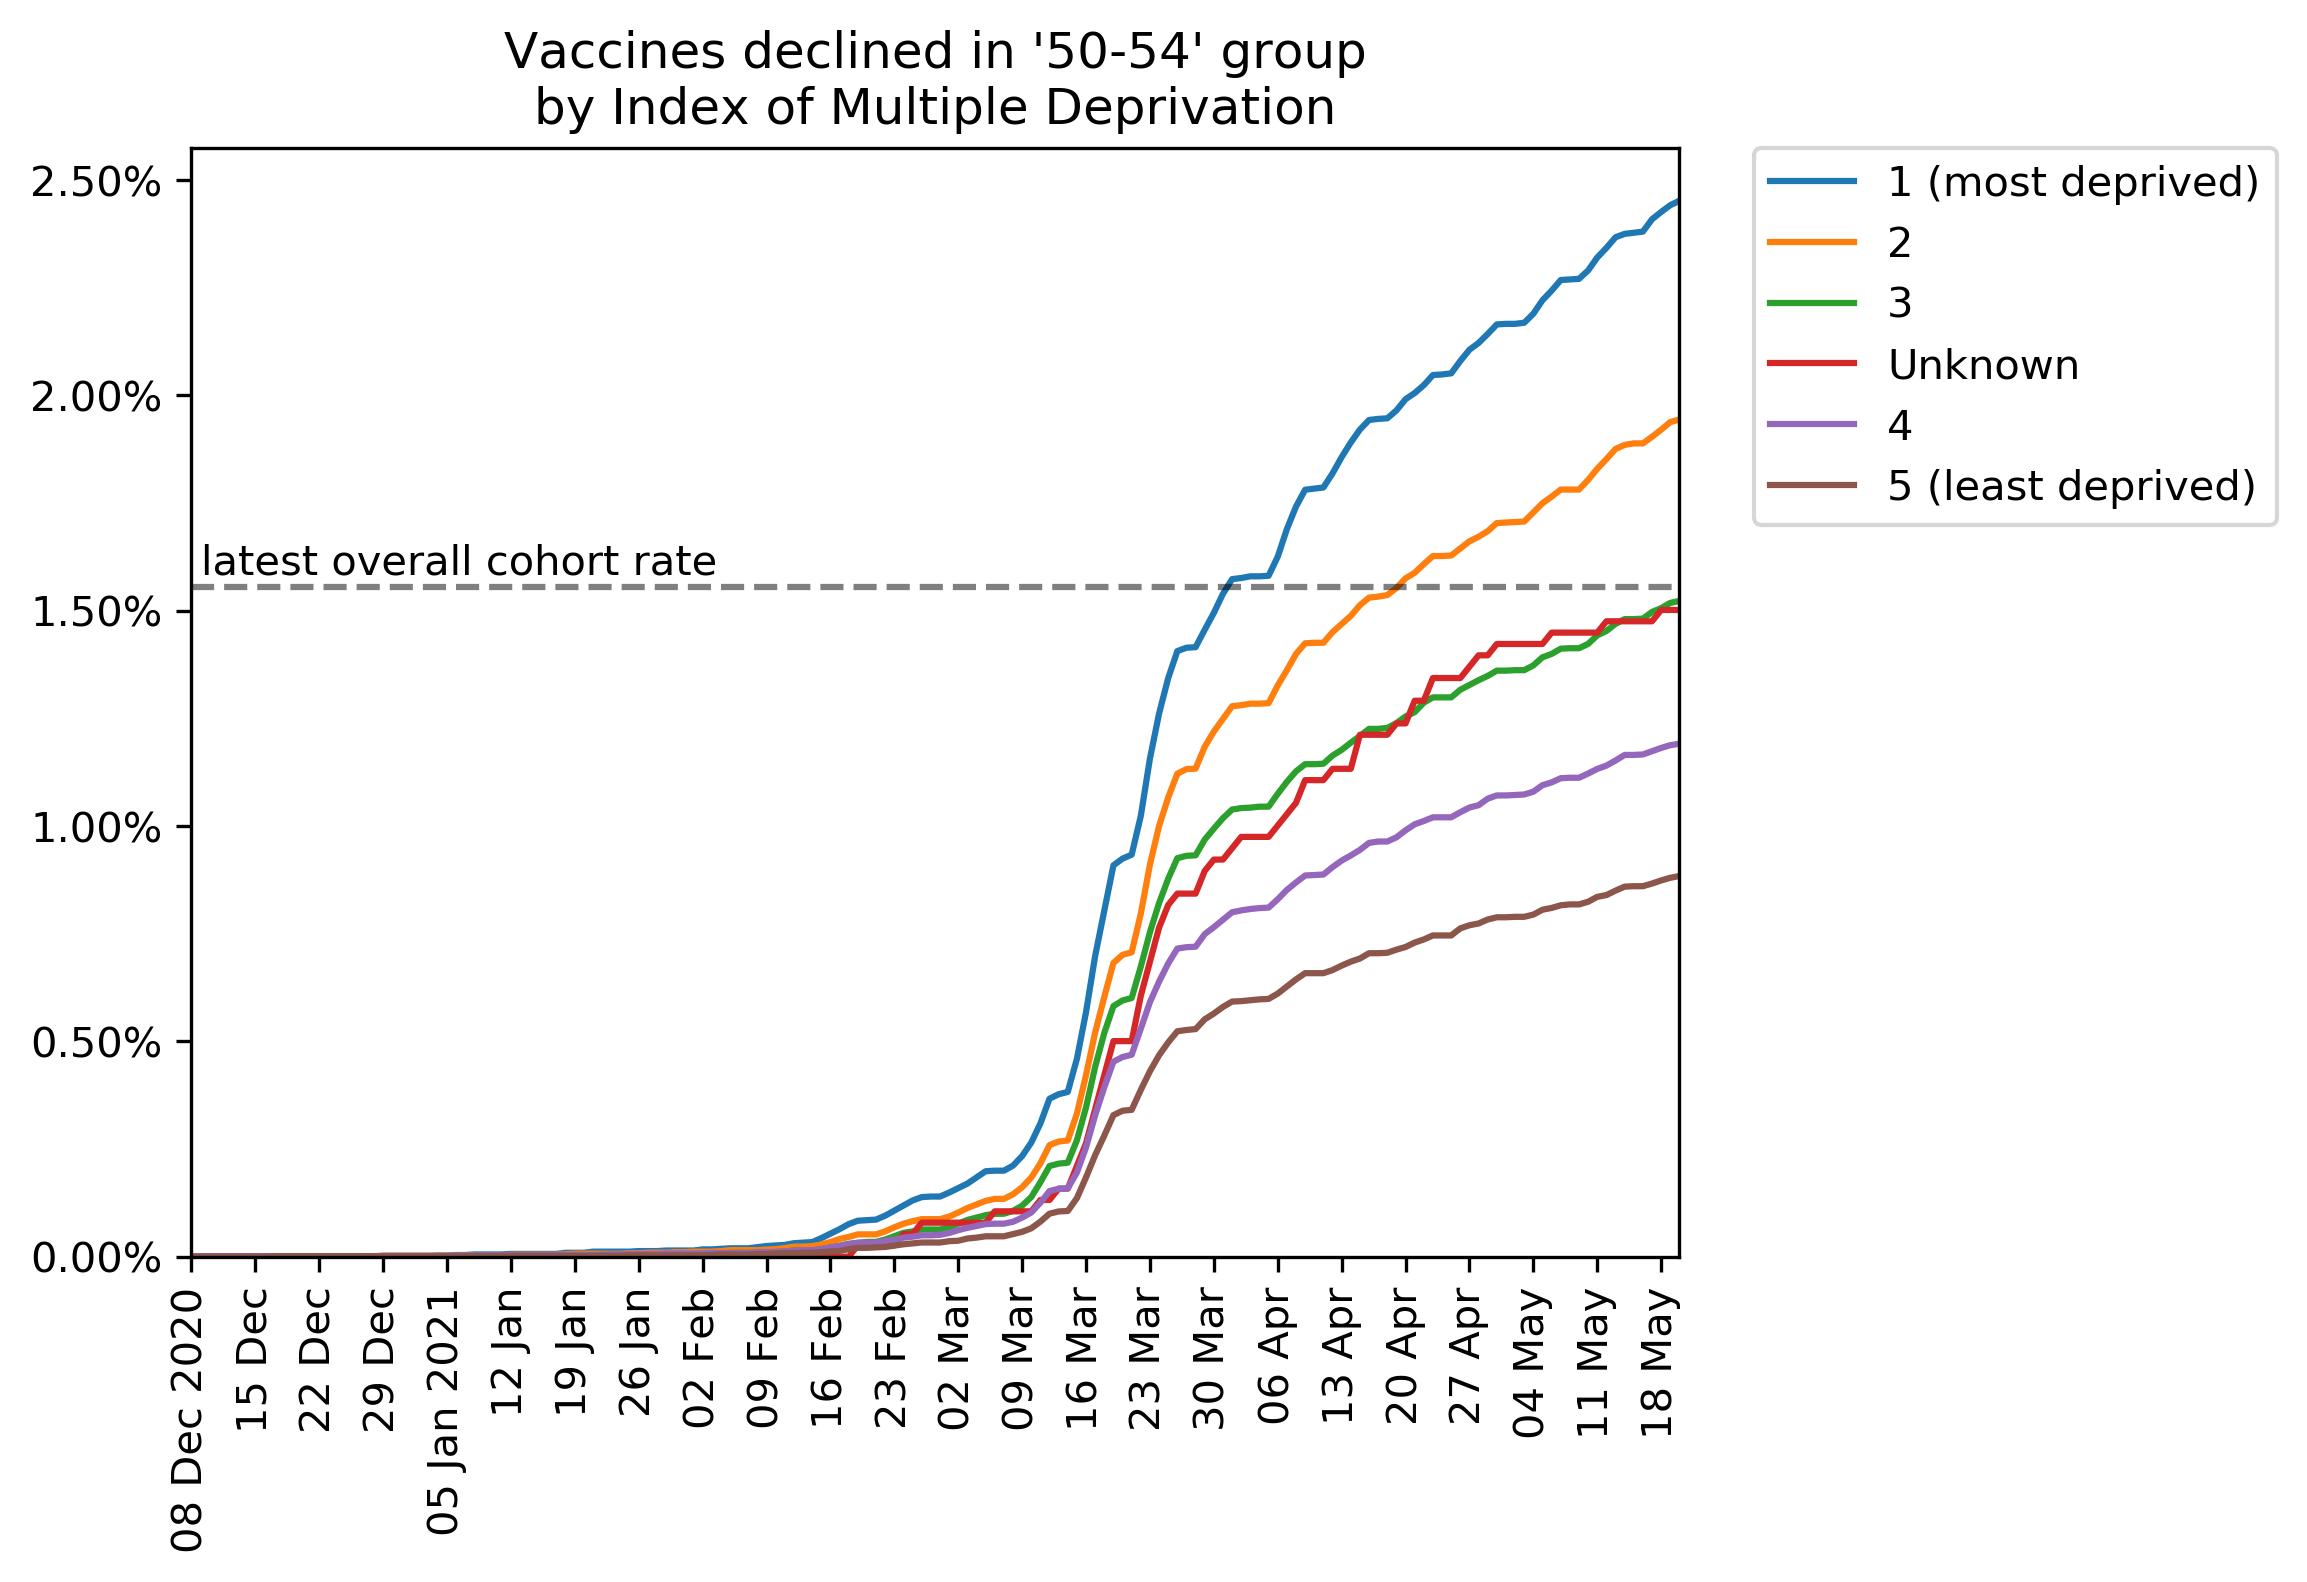 Vaccines declined in '50-54' group
by Index of Multiple Deprivation
2.50%
2.00%
1.50%
1.00%
0.50%
0.00%
latest overall cohort rate
08 Dec 2020
15 Dec
22 Dec
29 Dec
05 Jan 2021
12 Jan
19 Jan
26 Jan
02 Feb
09 Feb
16 Feb
23 Feb
02 Mar
09 Mar
16 Mar
23 Mar
30 Mar
06 Apr
13 Apr
20 Apr
27 Apr
04 May
11 May
18 May
1 (most deprived)
2
3
Unknown
4
5 (least deprived)